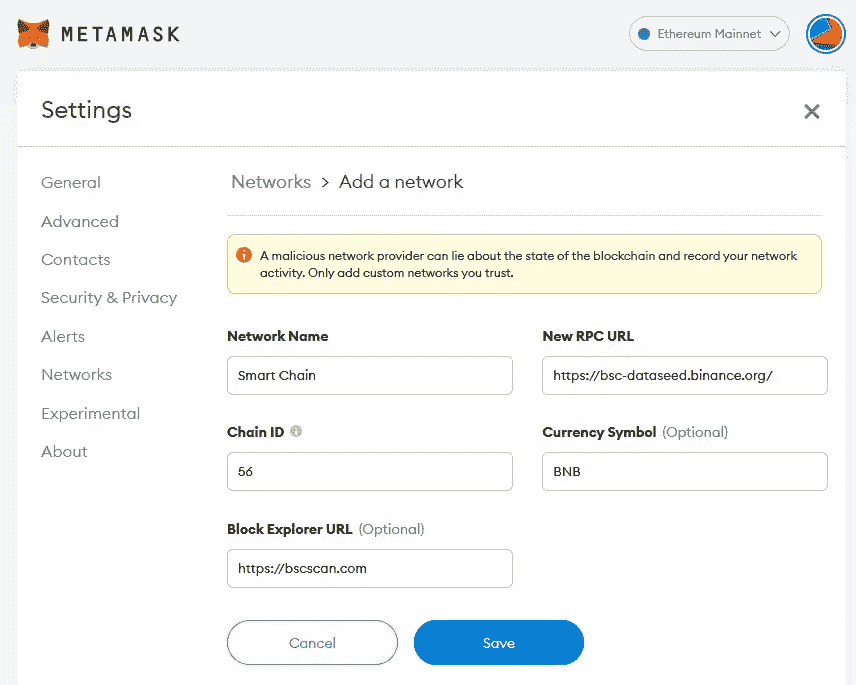 METAMASK
Ethereum Mainnet
Settings
General
Advanced
Contacts
Security & Privacy
Alerts
Networks
Experimental
About
Networks > Add a network
A malicious network provider can lie about the state of the blockchain and record your network
activity. Only add custom networks you trust.
Network Name
Smart Chain
New RPC URL
https://bsc-dataseed.binance.org/
Chain ID
56
Currency Symbol (Optional)
BNB
Block Explorer URL (Optional)
https://bscscan.com
Cancel
Save